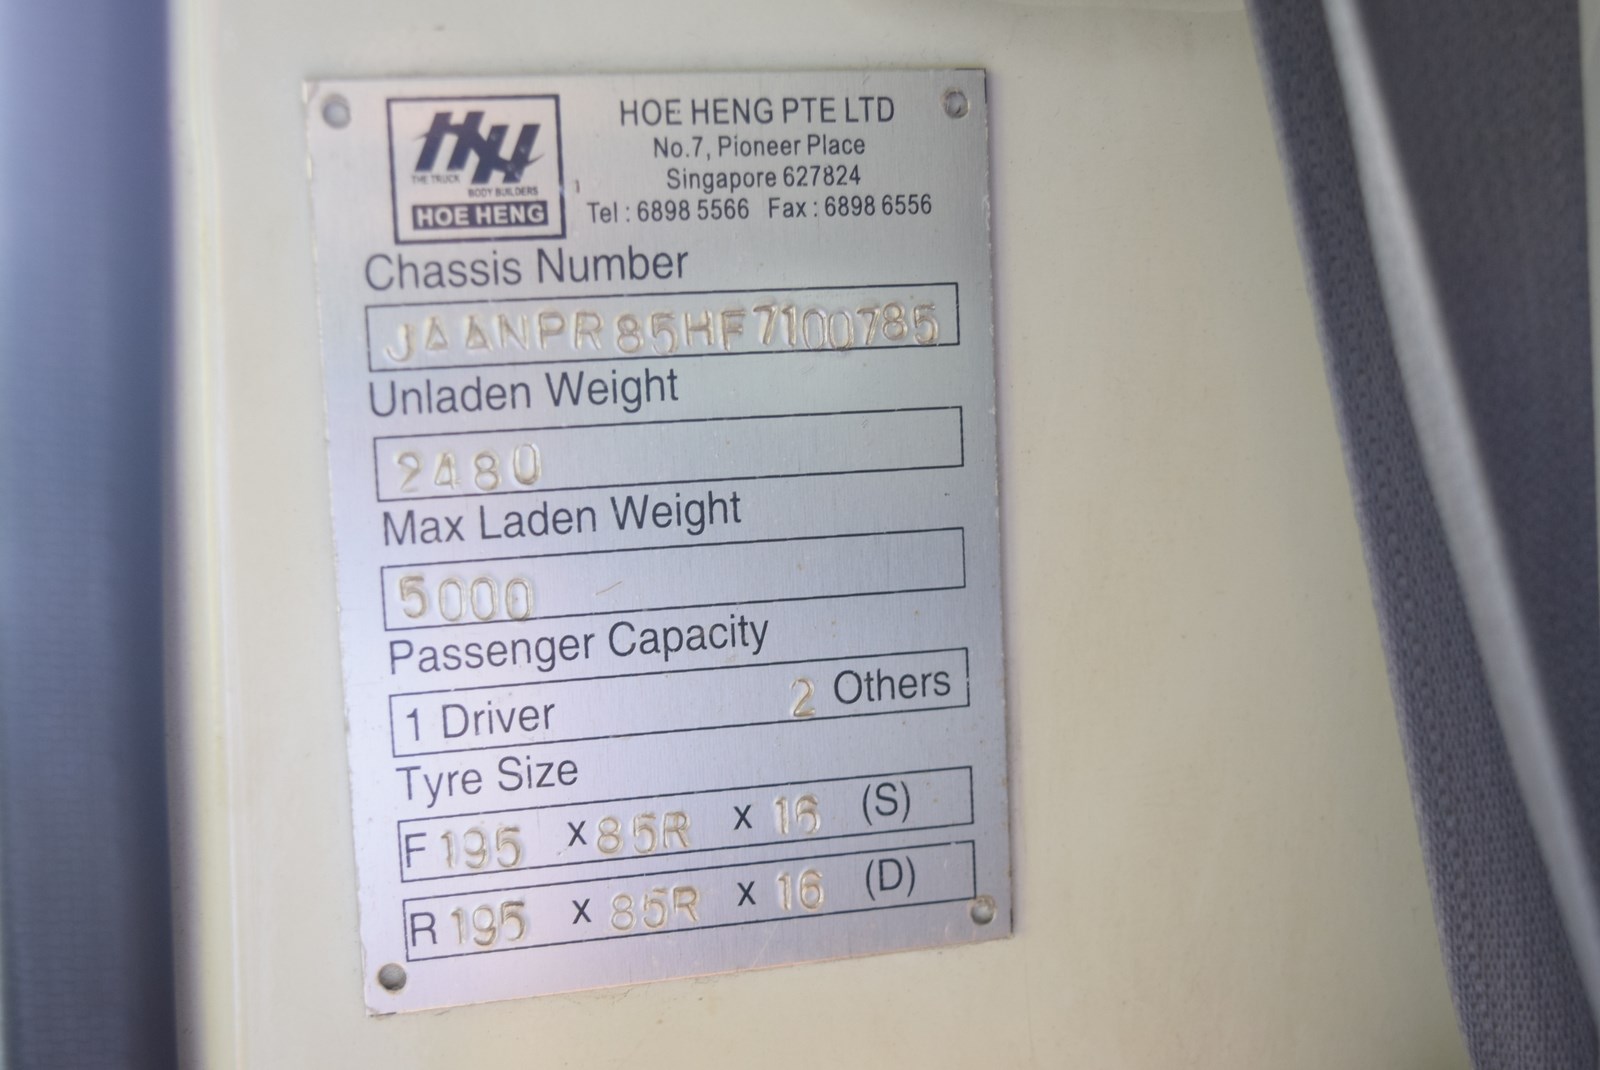 HH
THE TRUCK
BODY BUILDERS
HOE HENG
HOE HENG PTE LTD
No.7, Pioneer Place
Singapore 627824
Tel : 6898 5566 Fax : 6898 6556
Chassis Number
JAANPR85HF7100785
Unladen Weight
2480
Max Laden Weight
5000
Passenger Capacity
1 Driver 2 Others
Tyre Size
F 195 x 85R x 16 (S)
R 195 x 85R x 16 (D)